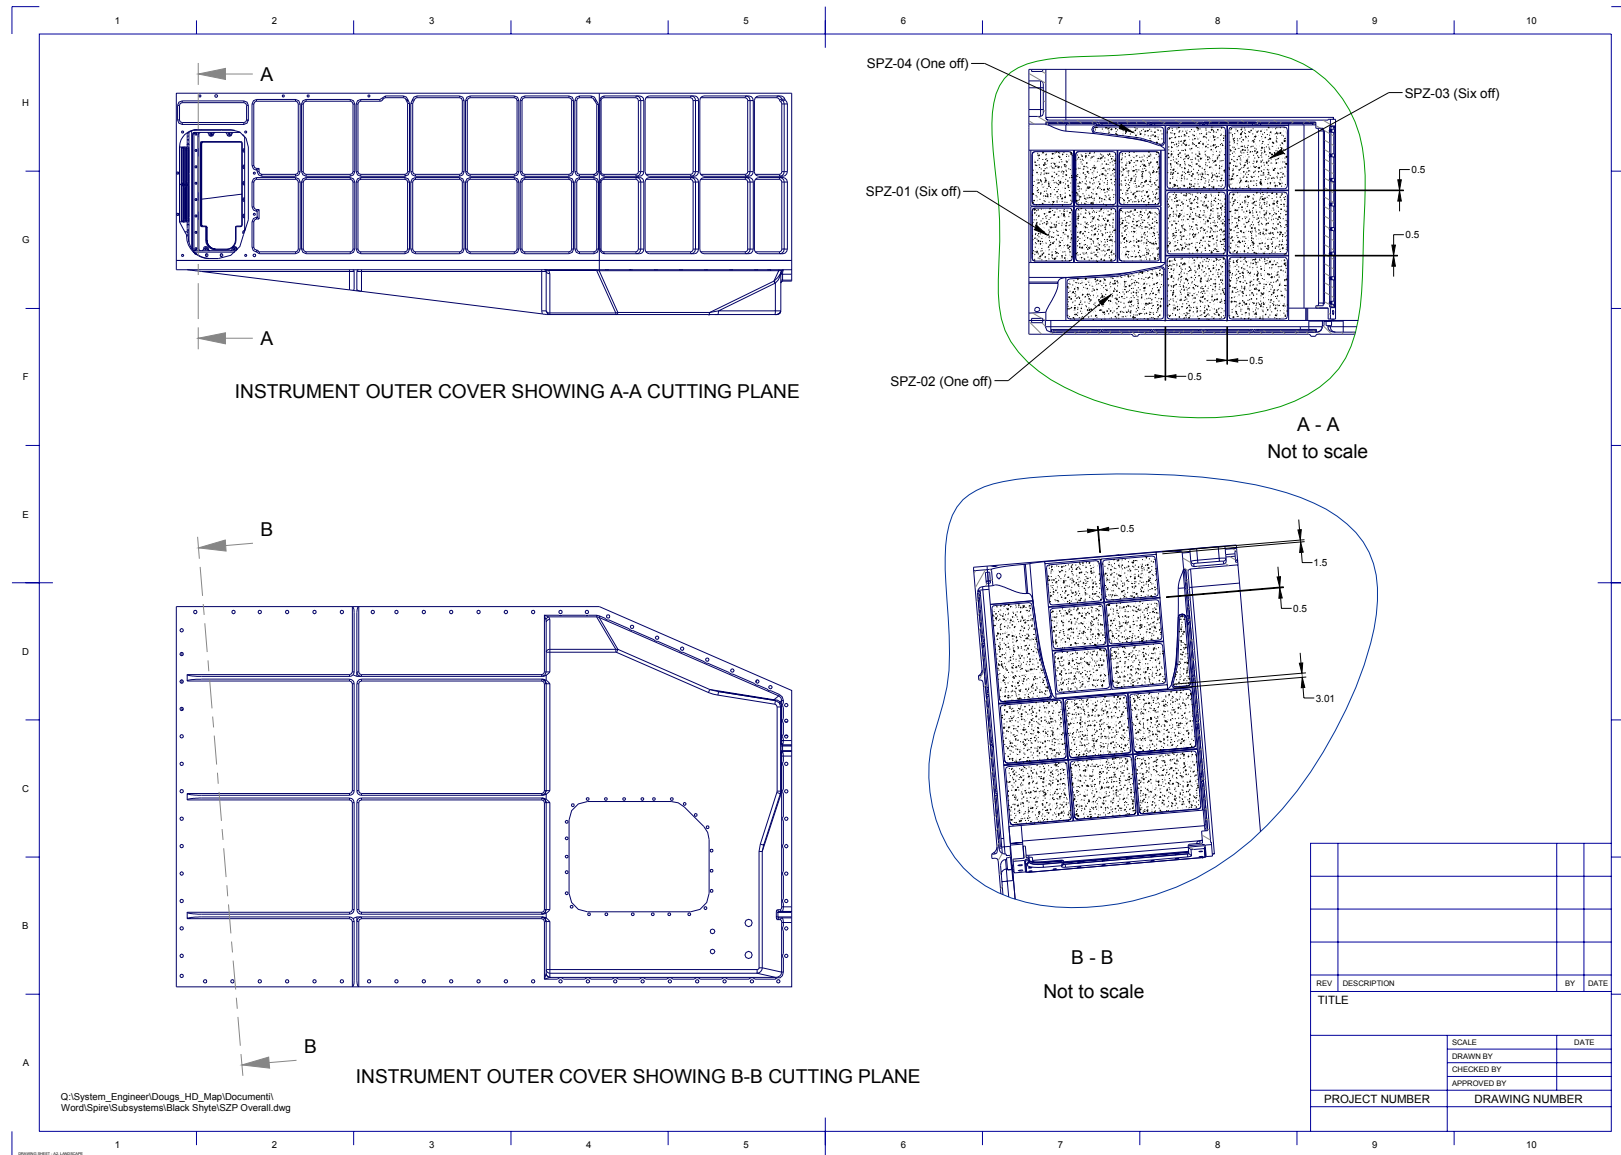 1 2 3 4 5 6 7 8 9 10
H
G
F
E
D
C
B
A
A
A
INSTRUMENT OUTER COVER SHOWING A-A CUTTING PLANE
SPZ-04 (One off)
SPZ-03 (Six off)
SPZ-01 (Six off)
SPZ-02 (One off)
0.5
0.5
0.5
0.5
A - A
Not to scale
B
B
INSTRUMENT OUTER COVER SHOWING B-B CUTTING PLANE
0.5
1.5
0.5
3.01
B - B
Not to scale
REV DESCRIPTION BY DATE
TITLE
SCALE DATE
DRAWN BY
CHECKED BY
APPROVED BY
PROJECT NUMBER DRAWING NUMBER
Q:\System_Engineer\Dougs_HD_Map\Documenti\
Word\Spire\Subsystems\Black Shyte\SZP Overall.dwg
1 2 3 4 5 6 7 8 9 10
DRAWING SHEET - A2, LANDSCAPE